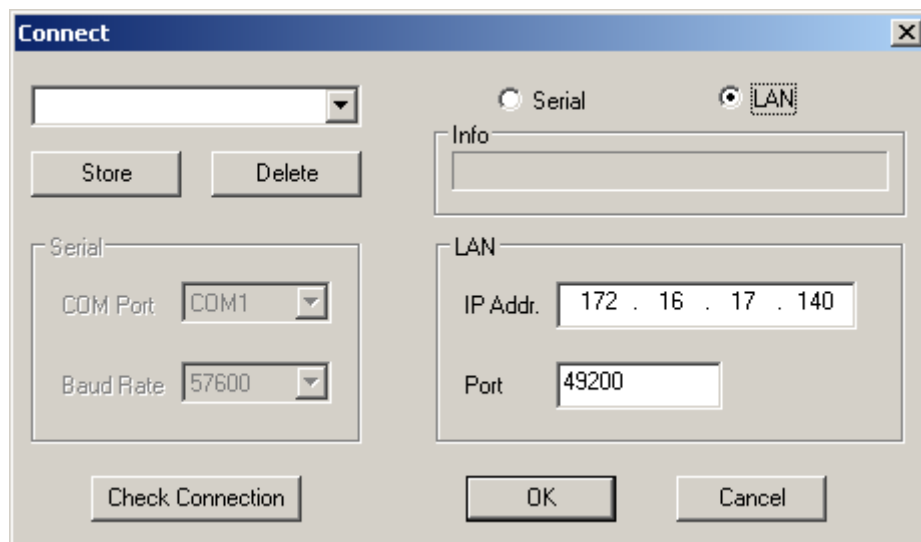 Connect
Serial
LAN
Info
Store
Delete
Serial
COM Port
COM1
Baud Rate
57600
LAN
IP Addr.
172 . 16 . 17 . 140
Port
49200
Check Connection
OK
Cancel